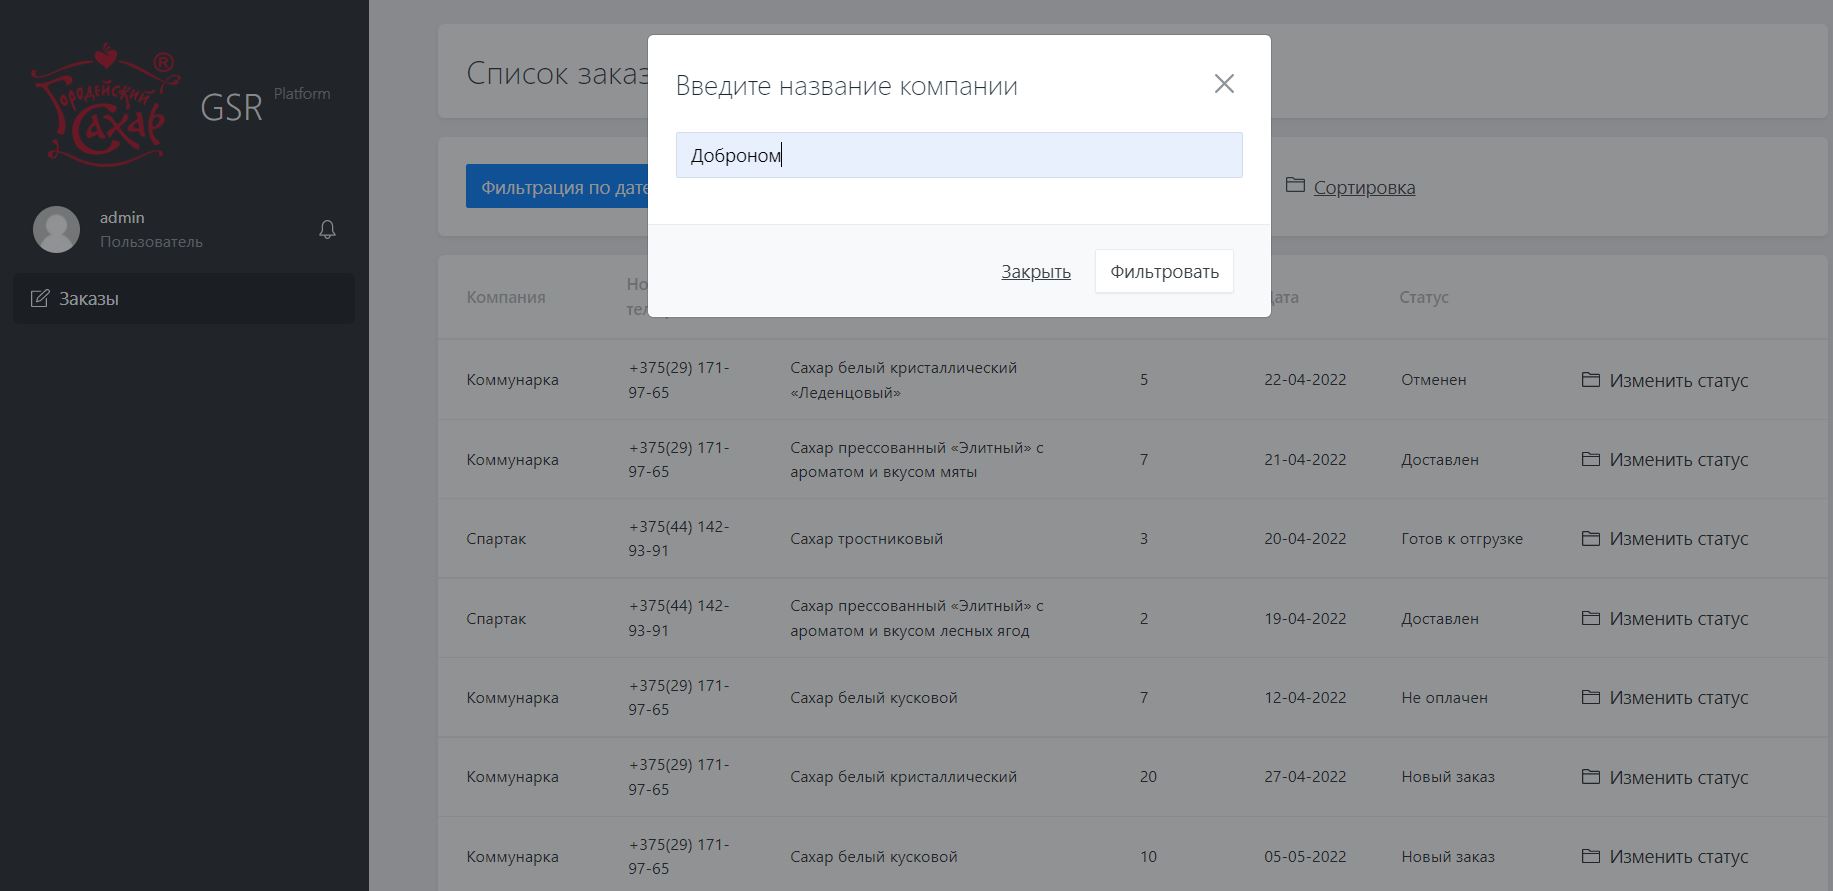 Городейский
Сахар
®
GSR Platform
admin
Пользователь
Заказы
Список заказ
Введите название компании
Доброном
Закрыть
Фильтровать
Фильтрация по дате
Сортировка
Компания
Но
тел
ата
Статус
Коммунарка
+375(29) 171-
97-65
Сахар белый кристаллический
«Леденцовый»
5
22-04-2022
Отменен
Изменить статус
Коммунарка
+375(29) 171-
97-65
Сахар прессованный «Элитный» с
ароматом и вкусом мяты
7
21-04-2022
Доставлен
Изменить статус
Спартак
+375(44) 142-
93-91
Сахар тростниковый
3
20-04-2022
Готов к отгрузке
Изменить статус
Спартак
+375(44) 142-
93-91
Сахар прессованный «Элитный» с
ароматом и вкусом лесных ягод
2
19-04-2022
Доставлен
Изменить статус
Коммунарка
+375(29) 171-
97-65
Сахар белый кусковой
7
12-04-2022
Не оплачен
Изменить статус
Коммунарка
+375(29) 171-
97-65
Сахар белый кристаллический
20
27-04-2022
Новый заказ
Изменить статус
Коммунарка
+375(29) 171-
97-65
Сахар белый кусковой
10
05-05-2022
Новый заказ
Изменить статус